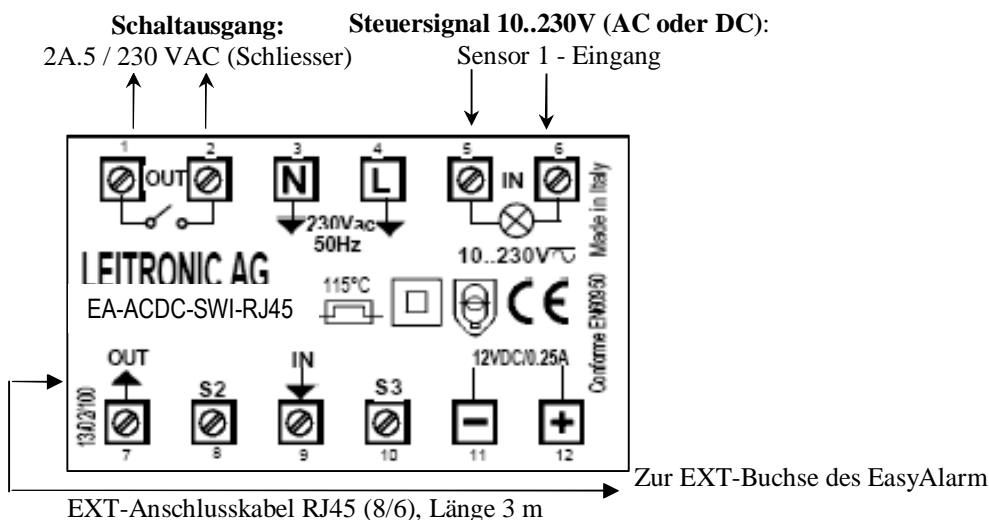 Schaltausgang: Steuersignal 10..230V (AC oder DC):
2A.5 / 230 VAC (Schliesser) Sensor 1 - Eingang
1 2 3 4 5 6
OUT N L IN
230Vac
50Hz
10..230V
Made in Italy
LEITRONIC AG
EA-ACDC-SWI-RJ45
115°C
CE
Conforme EN60950
OUT IN 12VDC/0.25A
S2 S3
- +
13/02/100
7 8 9 10 11 12
Zur EXT-Buchse des EasyAlarm
EXT-Anschlusskabel RJ45 (8/6), Länge 3 m